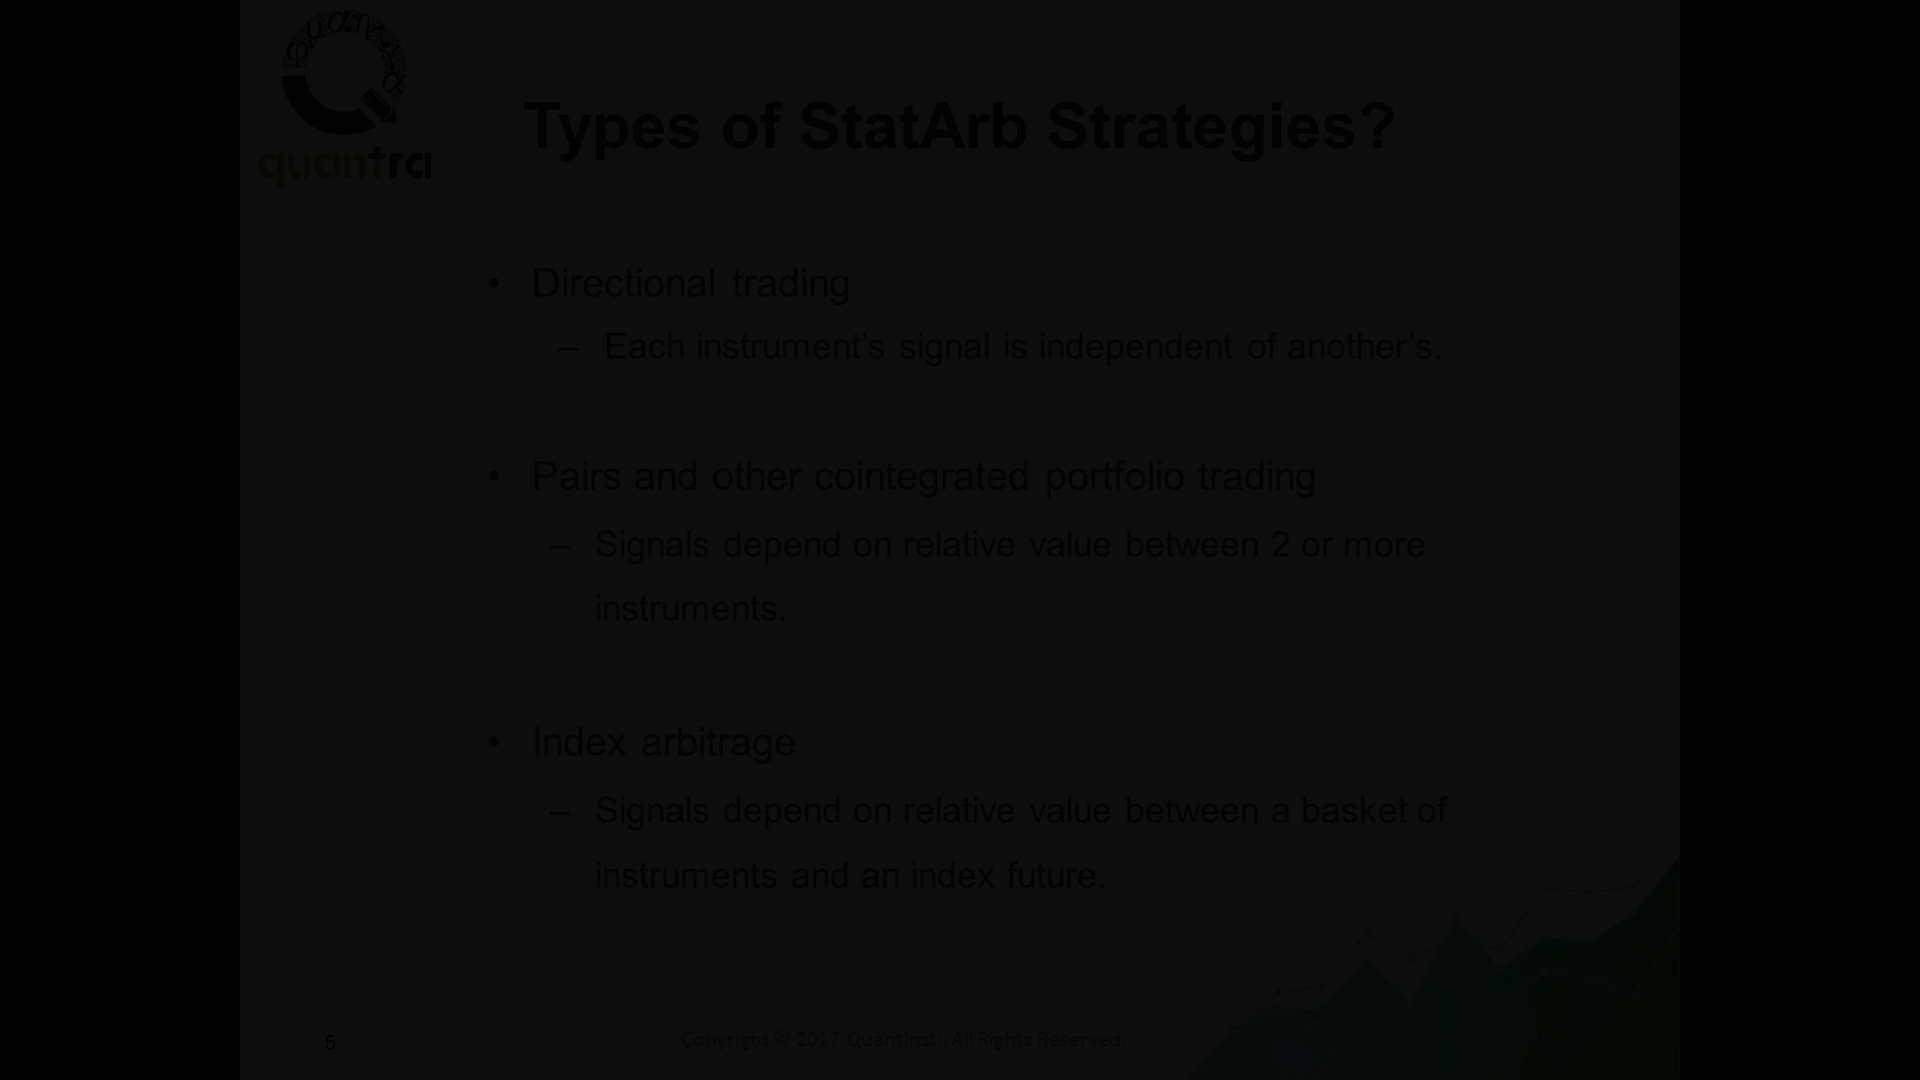 quantra
Types of StatArb Strategies?
• Directional trading
– Each instrument's signal is independent of another's.
• Pairs and other cointegrated portfolio trading
– Signals depend on relative value between 2 or more
instruments.
• Index arbitrage
– Signals depend on relative value between a basket of
instruments and an index future.
5
Copyright © 2017 QuantInsti. All Rights Reserved.